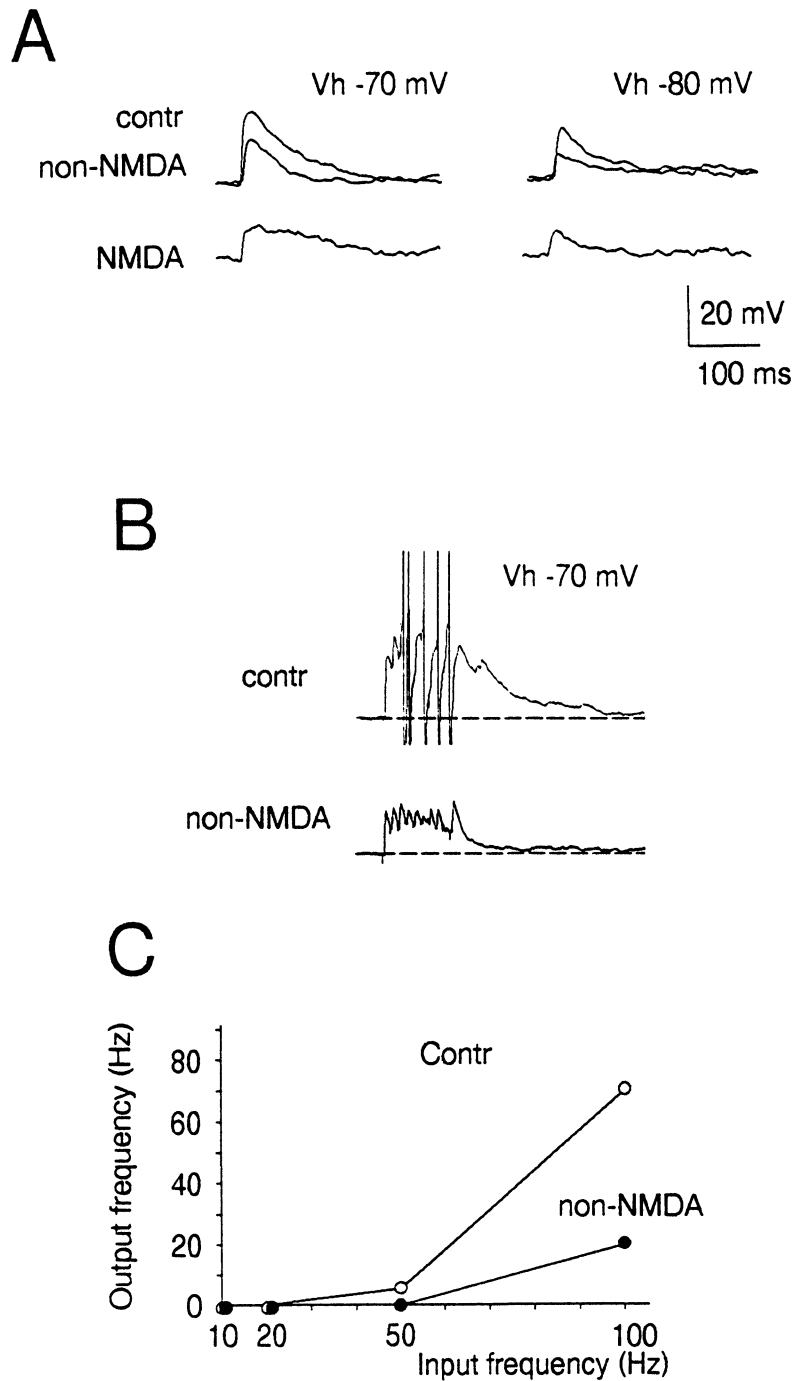 A
Vh -70 mV
Vh -80 mV
contr
non-NMDA
NMDA
20 mV
100 ms
B
Vh -70 mV
contr
non-NMDA
C
Output frequency (Hz)
80
60
40
20
0
Contr
non-NMDA
10 20 50 100
Input frequency (Hz)